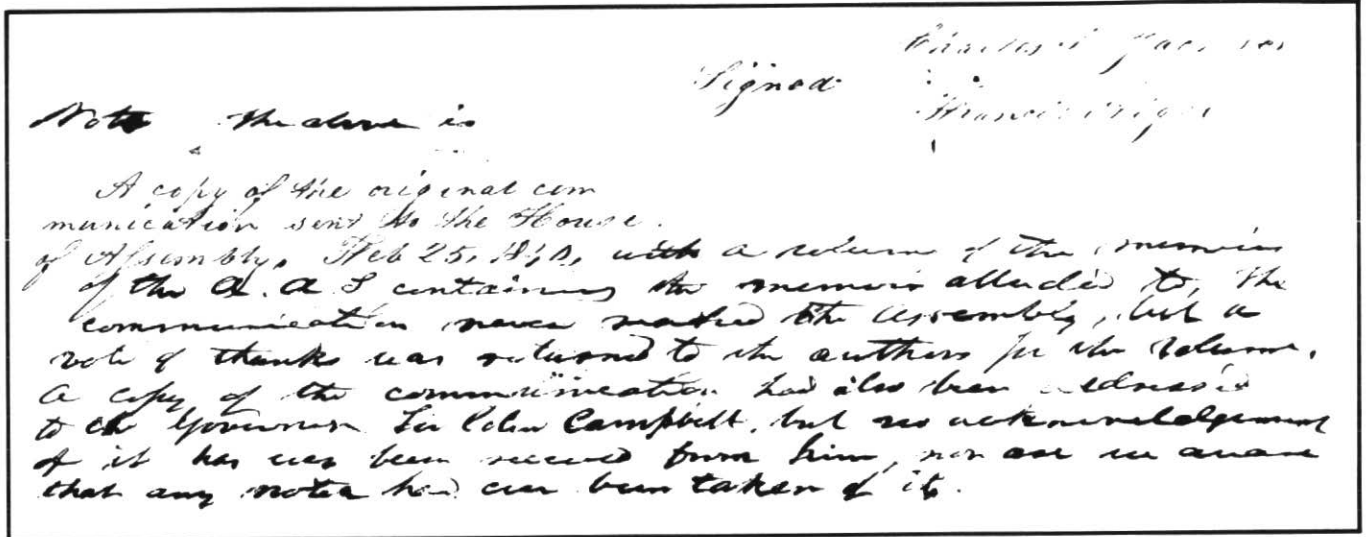 Signed
Note the above is
A copy of the original com
munication sent to the House
of Assembly, Feb 25, with a volume of the memoirs
of the A. A S containing the memoir alluded to, the
communication never reached the Assembly, but a
vote of thanks was returned to the authors for the volume.
A copy of the communication had also been addressed
to the Governor Sir Colin Campbell, but no acknowledgement
of it has ever been received from him, nor are we aware
that any notice had ever been taken of it.